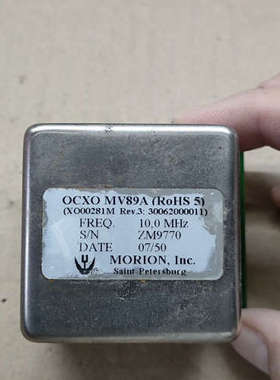 OCXO MV89A (RoHS 5)
(XO00281M Rev.3: 30062000011)
FREQ. 10,0 MHz
S/N ZM9770
DATE 07/50
MORION, Inc.
Saint-Petersburg